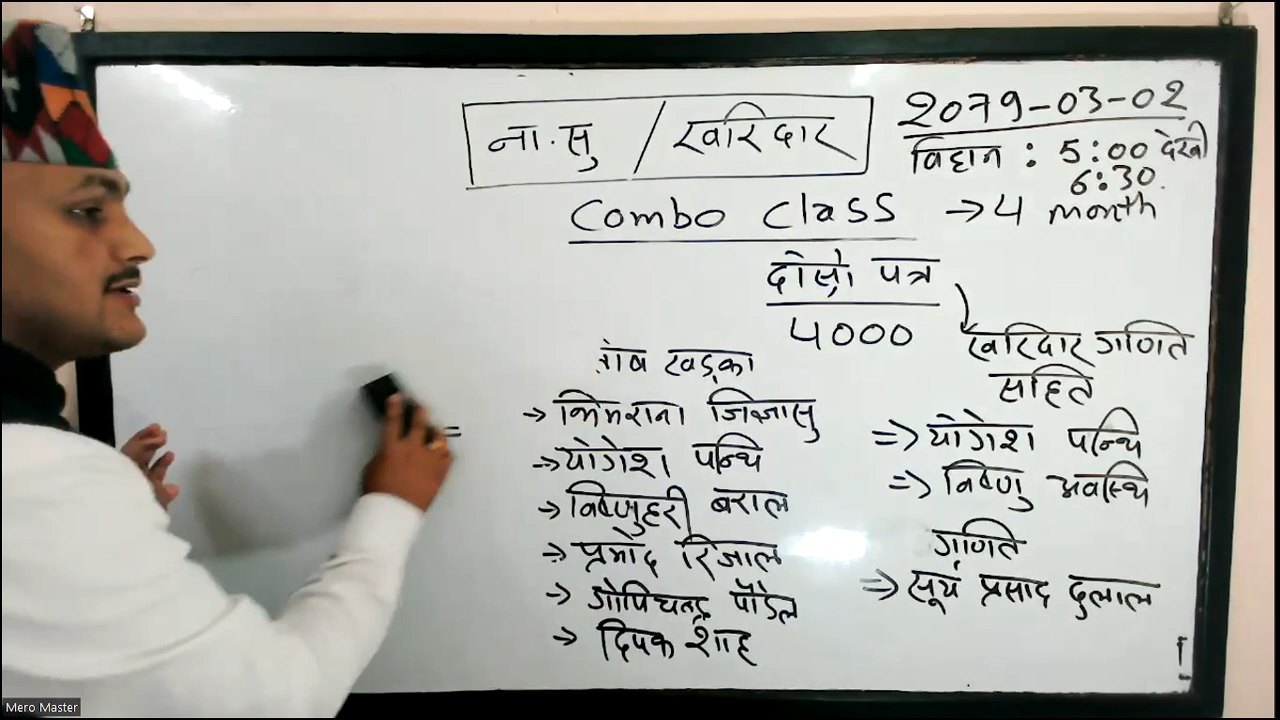 ना.सु / खरिदार
2079-03-02
विहान : 5:00 देखी
6:30
Combo Class → 4 month
दोस्रो पत्र
4000
खरिदार गणित
सहित
खड्का
→ भिमराना जिज्ञासु
→ योगेश पन्थि
→ विष्णुहरी बराल
→ प्रमोद रिजाल
→ गोपिचन्द्र पौडेल
→ दिपक शाह
=
⇒ योगेश पन्थि
⇒ विष्णु अवस्थि
गणित
⇒ सूर्य प्रसाद दुलाल
Mero Master